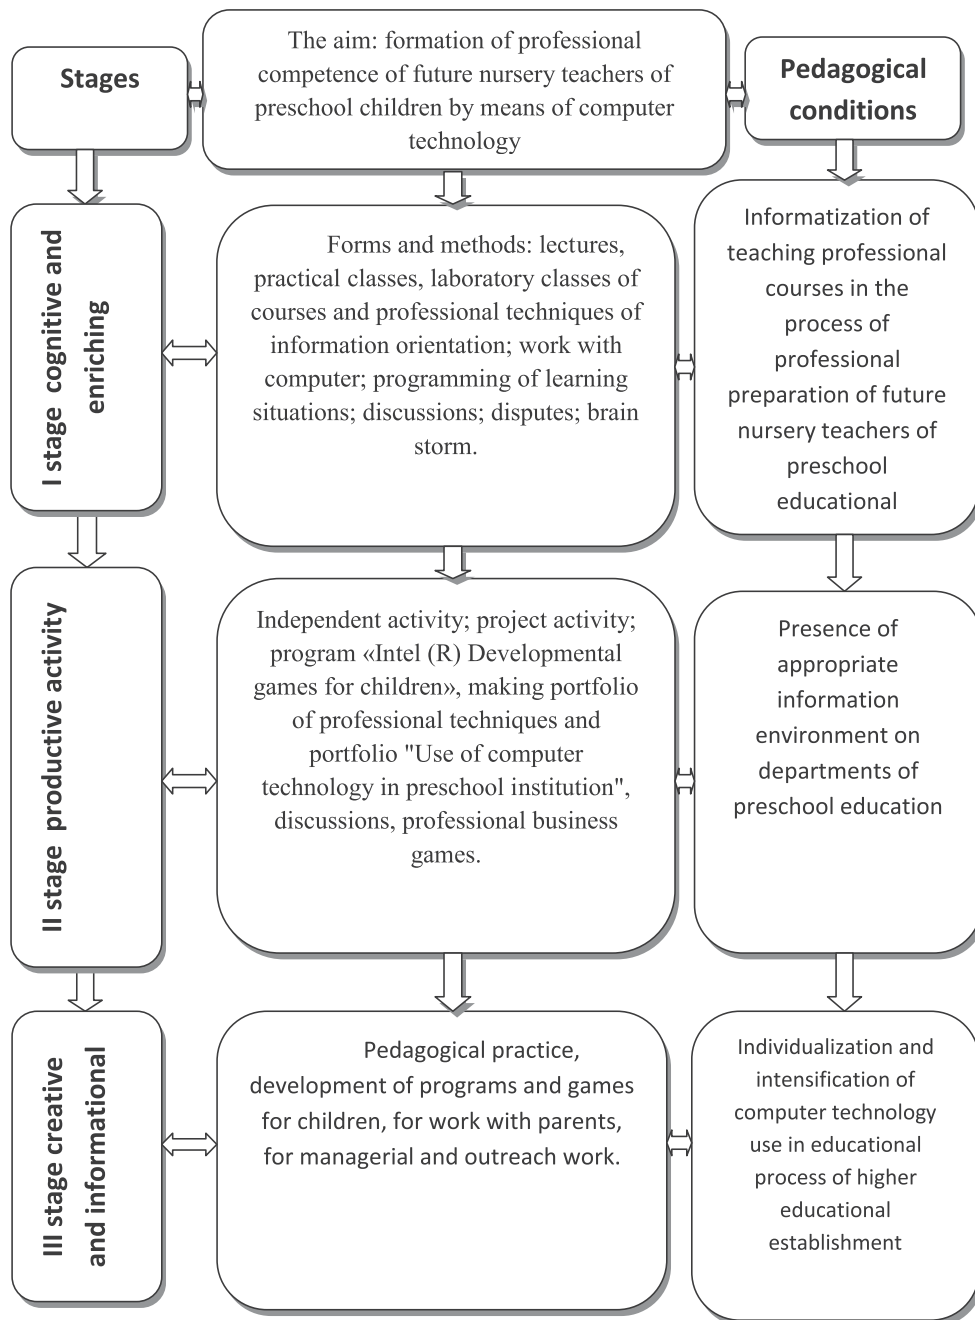 Stages
The aim: formation of professional
competence of future nursery teachers of
preschool children by means of computer
technology
Pedagogical
conditions
I stage cognitive and
enriching
Forms and methods: lectures,
practical classes, laboratory classes of
courses and professional techniques of
information orientation; work with
computer; programming of learning
situations; discussions; disputes; brain
storm.
Informatization of
teaching professional
courses in the
process of
professional
preparation of future
nursery teachers of
preschool
educational
II stage productive activity
Independent activity; project activity;
program «Intel (R) Developmental
games for children», making portfolio
of professional techniques and
portfolio "Use of computer
technology in preschool institution",
discussions, professional business
games.
Presence of
appropriate
information
environment on
departments of
preschool education
III stage creative
and informational
Pedagogical practice,
development of programs and games
for children, for work with parents,
for managerial and outreach work.
Individualization and
intensification of
computer technology
use in educational
process of higher
educational
establishment